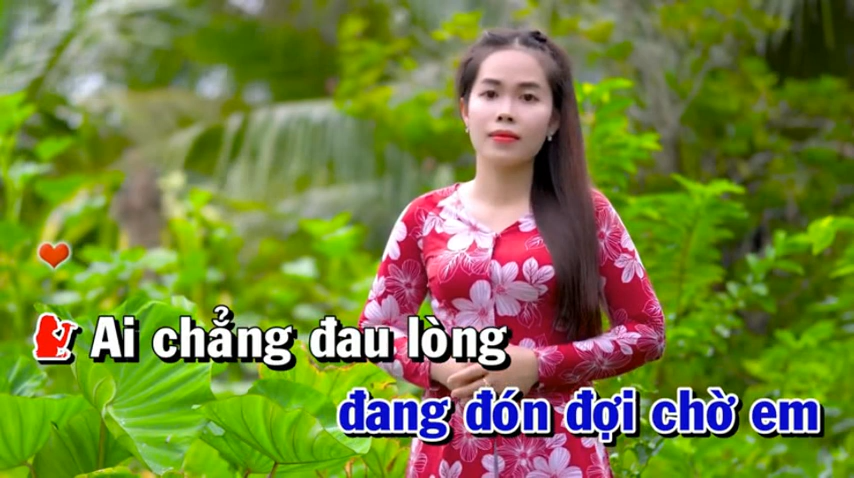 Ai chẳng đau lòng
đang đón đợi chờ em